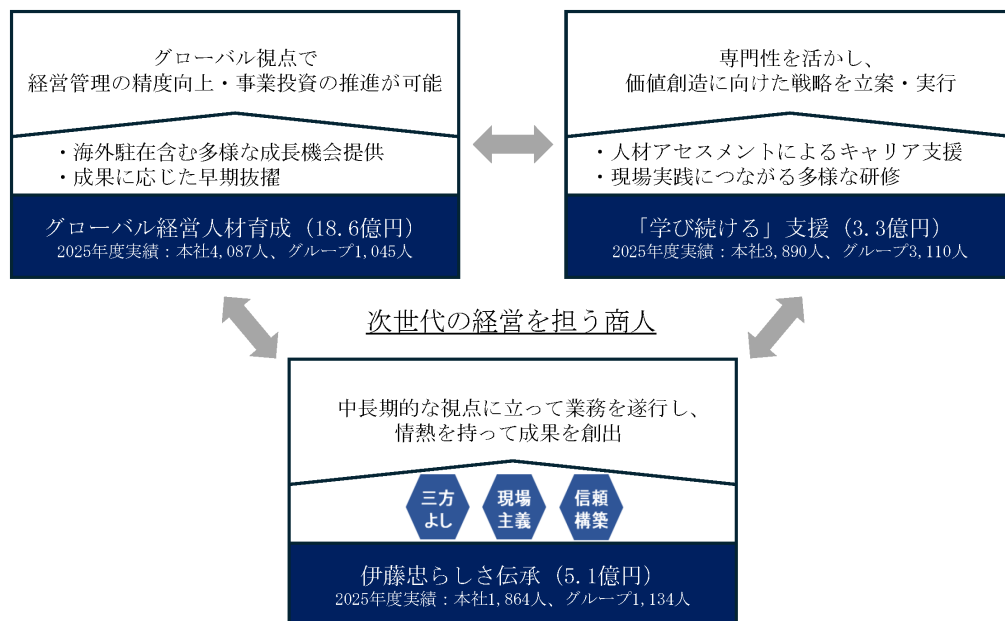 グローバル視点で
経営管理の精度向上・事業投資の推進が可能
・海外駐在含む多様な成長機会提供
・成果に応じた早期抜擢
グローバル経営人材育成（18.6億円）
2025年度実績：本社4,087人、グループ1,045人
専門性を活かし、
価値創造に向けた戦略を立案・実行
・人材アセスメントによるキャリア支援
・現場実践につながる多様な研修
「学び続ける」支援（3.3億円）
2025年度実績：本社3,890人、グループ3,110人
次世代の経営を担う商人
中長期的な視点に立って業務を遂行し、
情熱を持って成果を創出
三方
よし
現場
主義
信頼
構築
伊藤忠らしさ伝承（5.1億円）
2025年度実績：本社1,864人、グループ1,134人